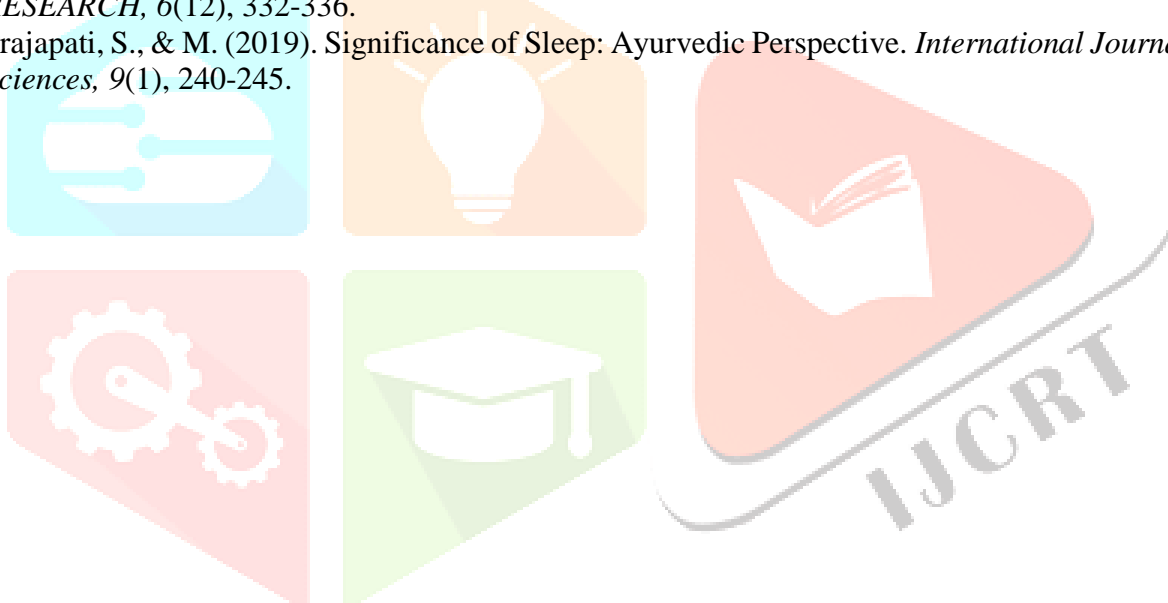 RESEARCH, 6(12), 332-336.
rajapati, S., & M. (2019). Significance of Sleep: Ayurvedic Perspective. International Journa
ciences, 9(1), 240-245.
IJCRT